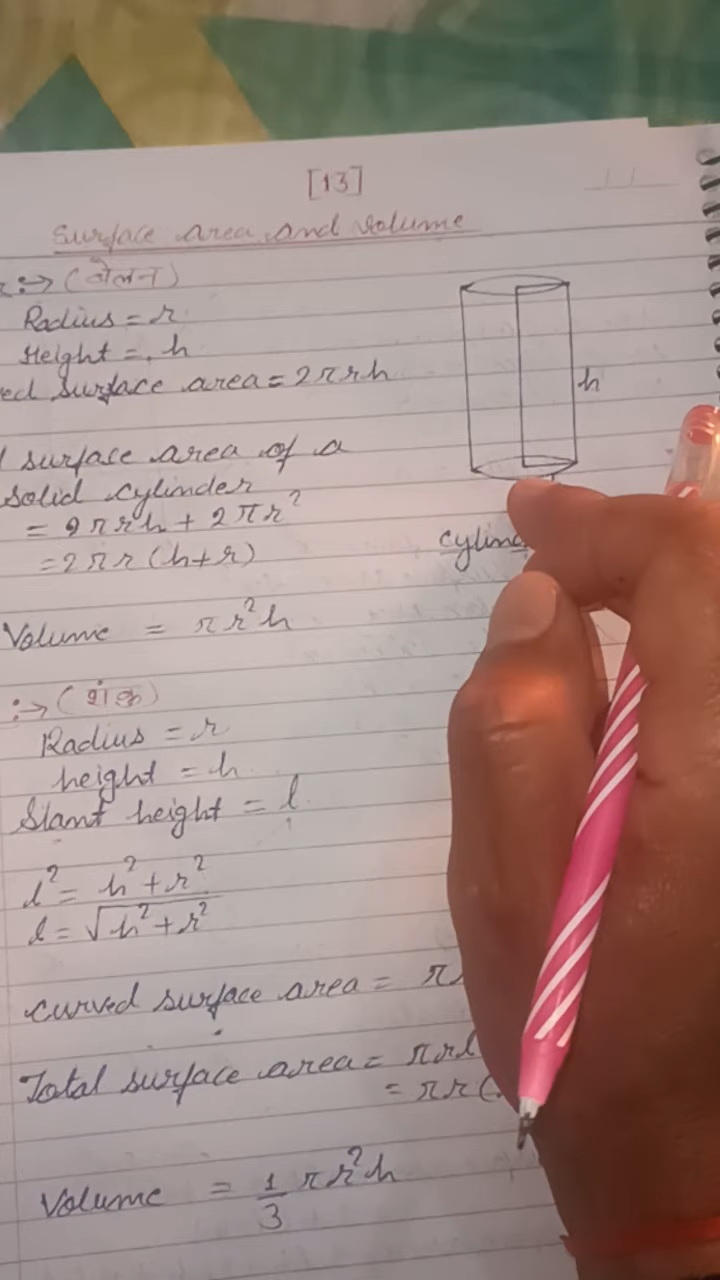 [13]
Surface area and volume
:→ (बेलन)
Radius = r
Height = h
ed surface area = 2πrh
h
surface area of a
solid cylinder
= 2πrh + 2πr²
= 2πr (h+r)
Volume = πr²h
:→ (शंकु)
Radius = r
height = h
Slant height = l
l² = h² + r²
l = √h² + r²
curved surface area = π
Total surface area = πrl
= πr (
Volume = 1/3 πr²h